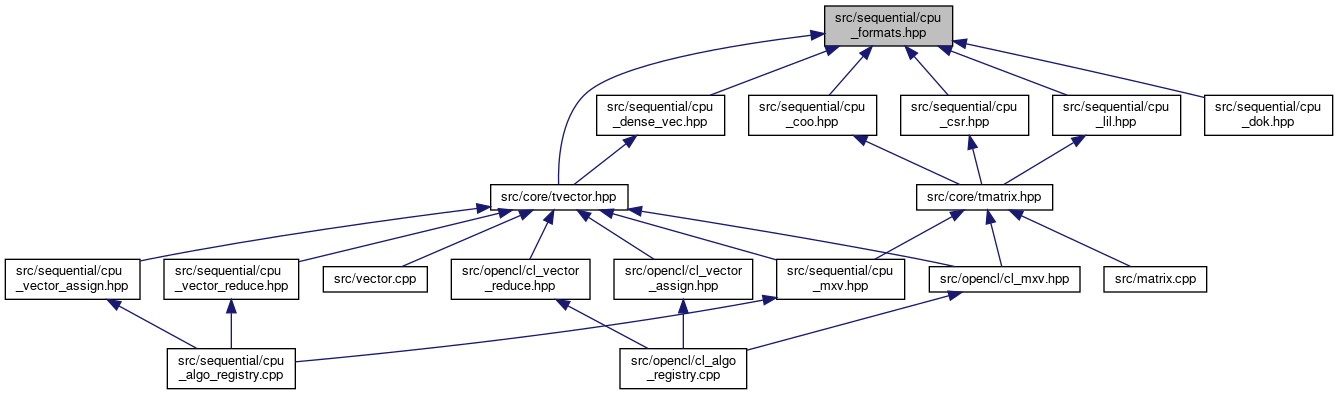 src/sequential/cpu
_formats.hpp
src/sequential/cpu
_dense_vec.hpp
src/sequential/cpu
_coo.hpp
src/sequential/cpu
_csr.hpp
src/sequential/cpu
_lil.hpp
src/sequential/cpu
_dok.hpp
src/core/tvector.hpp
src/core/tmatrix.hpp
src/sequential/cpu
_vector_assign.hpp
src/sequential/cpu
_vector_reduce.hpp
src/vector.cpp
src/opencl/cl_vector
_reduce.hpp
src/opencl/cl_vector
_assign.hpp
src/sequential/cpu
_mxv.hpp
src/opencl/cl_mxv.hpp
src/matrix.cpp
src/sequential/cpu
_algo_registry.cpp
src/opencl/cl_algo
_registry.cpp